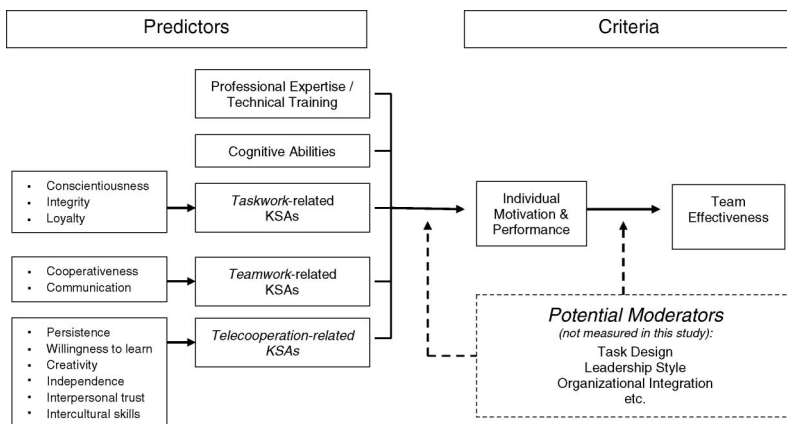 Predictors
Criteria
Professional Expertise /
Technical Training
Cognitive Abilities
▪ Conscientiousness
▪ Integrity
▪ Loyalty
Taskwork-related
KSAs
Individual
Motivation &
Performance
Team
Effectiveness
▪ Cooperativeness
▪ Communication
Teamwork-related
KSAs
▪ Persistence
▪ Willingness to learn
▪ Creativity
▪ Independence
▪ Interpersonal trust
▪ Intercultural skills
Telecooperation-related
KSAs
Potential Moderators
(not measured in this study):
Task Design
Leadership Style
Organizational Integration
etc.